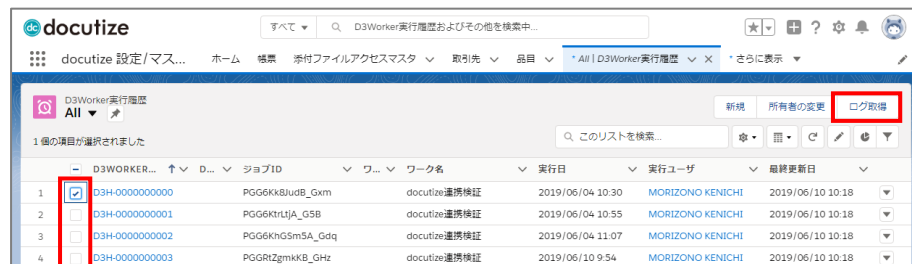 docutize すべて ▼ D3Worker実行履歴およびその他を検索中...
docutize 設定/マス... ホーム 帳票 添付ファイルアクセスマスタ 取引先 品目 * All | D3Worker実行履歴 * さらに表示 ▼
D3Worker実行履歴
All ▼
新規 所有者の変更 ログ取得
1 個の項目が選択されました このリストを検索...
D3WORKER... ↑ D... ジョブID ワ... ワーク名 実行日 実行ユーザ 最終更新日
1 D3H-0000000000 PGG6Kk8JudB_Gxm docutize連携検証 2019/06/04 10:30 MORIZONO KENICHI 2019/06/10 10:18
2 D3H-0000000001 PGG6KtrLtjA_G5B docutize連携検証 2019/06/04 10:55 MORIZONO KENICHI 2019/06/10 10:18
3 D3H-0000000002 PGG6KhGSm5A_Gdq docutize連携検証 2019/06/04 11:07 MORIZONO KENICHI 2019/06/10 10:18
4 D3H-0000000003 PGGRtZgmkKB_GHz docutize連携検証 2019/06/10 9:54 MORIZONO KENICHI 2019/06/10 10:18